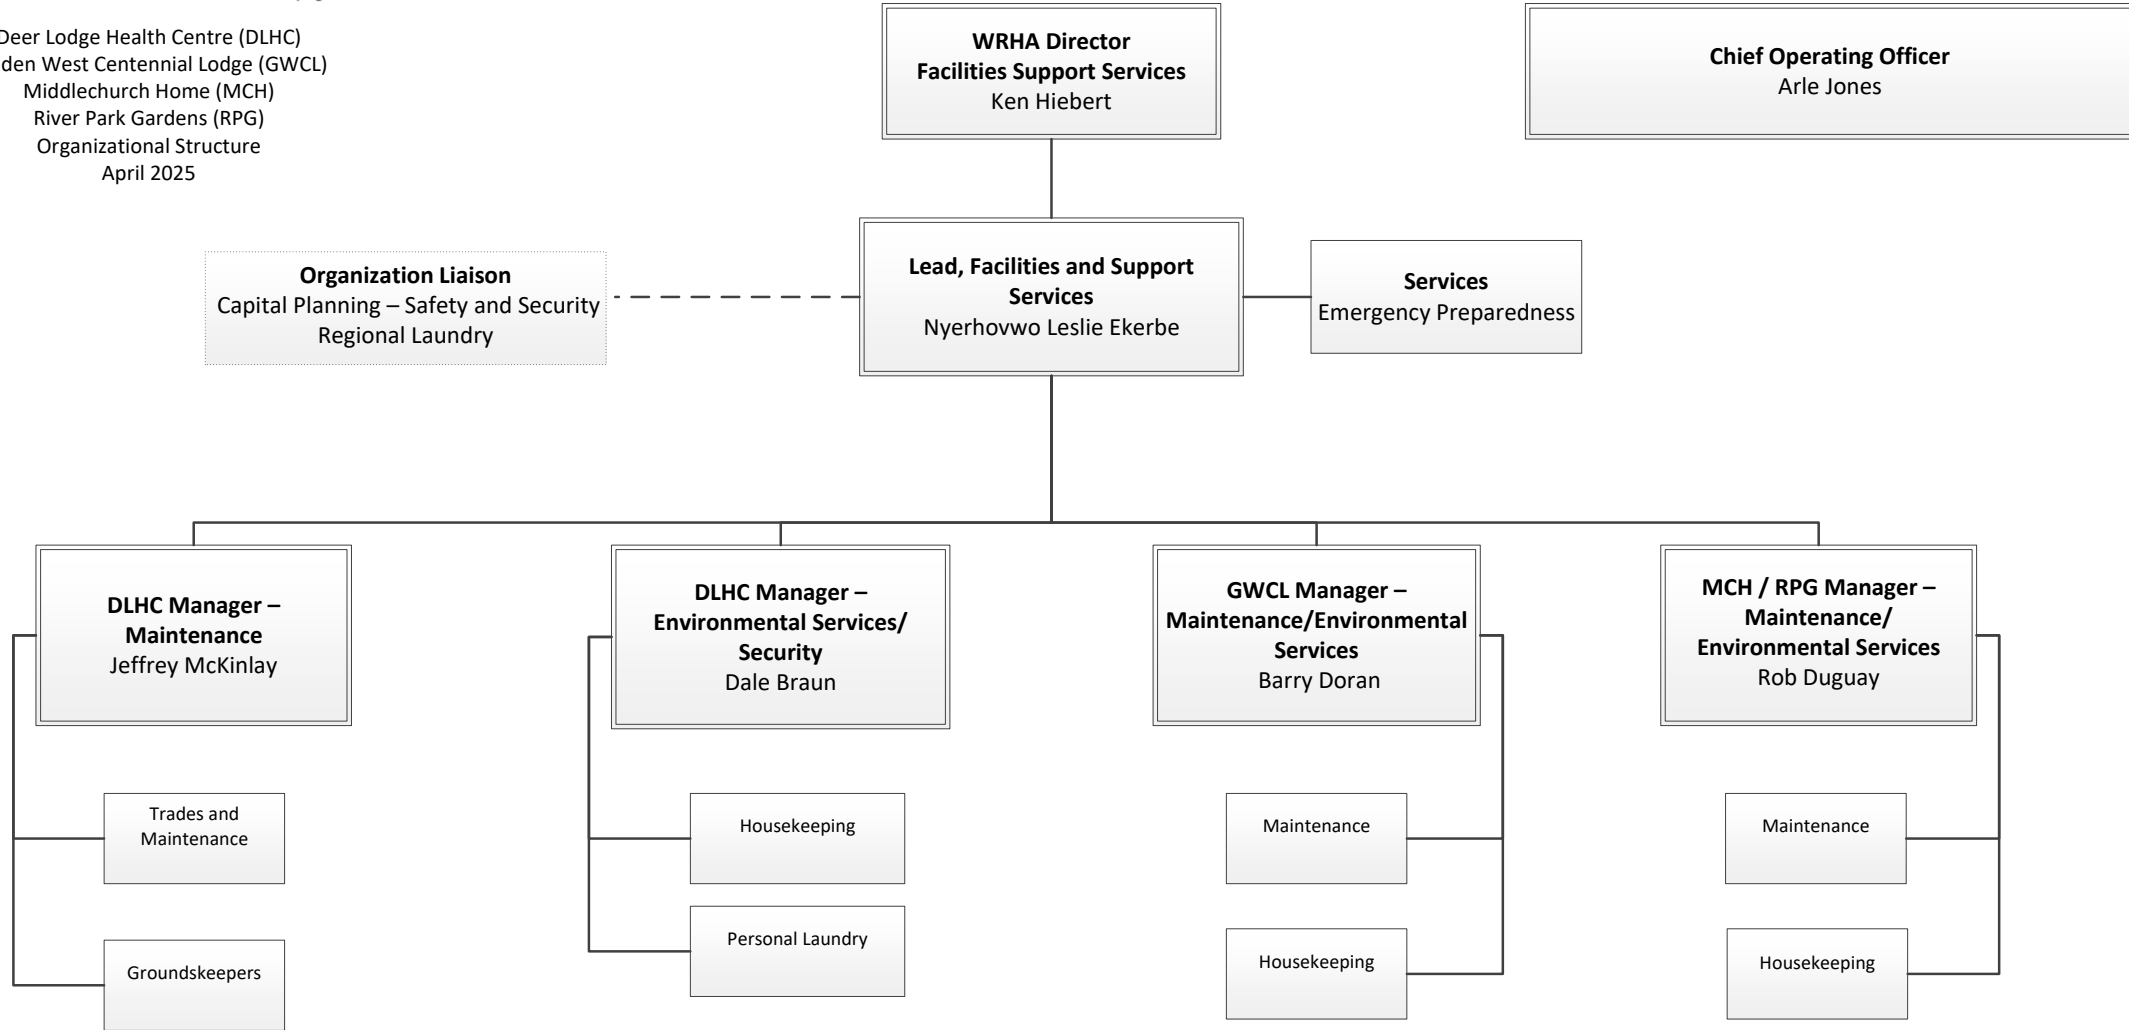 Deer Lodge Health Centre (DLHC)
den West Centennial Lodge (GWCL)
Middlechurch Home (MCH)
River Park Gardens (RPG)
Organizational Structure
April 2025
WRHA Director
Facilities Support Services
Ken Hiebert
Chief Operating Officer
Arle Jones
Organization Liaison
Capital Planning – Safety and Security
Regional Laundry
Lead, Facilities and Support
Services
Nyerhovwo Leslie Ekerbe
Services
Emergency Preparedness
DLHC Manager –
Maintenance
Jeffrey McKinlay
DLHC Manager –
Environmental Services/
Security
Dale Braun
GWCL Manager –
Maintenance/Environmental
Services
Barry Doran
MCH / RPG Manager –
Maintenance/
Environmental Services
Rob Duguay
Trades and
Maintenance
Housekeeping
Maintenance
Maintenance
Groundskeepers
Personal Laundry
Housekeeping
Housekeeping